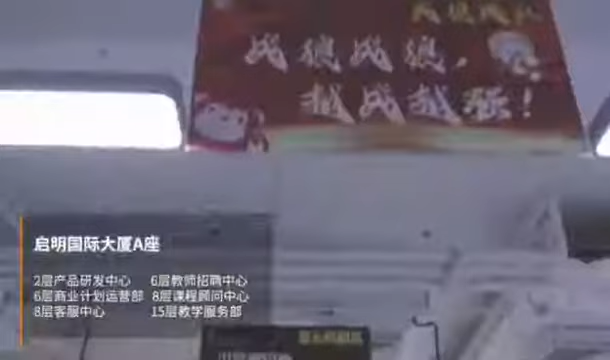 战狼战狼，
越战越强！
启明国际大厦A座
2层产品研发中心 6层教师招聘中心
6层商业计划运营部 8层课程顾问中心
8层客服中心 15层教学服务部